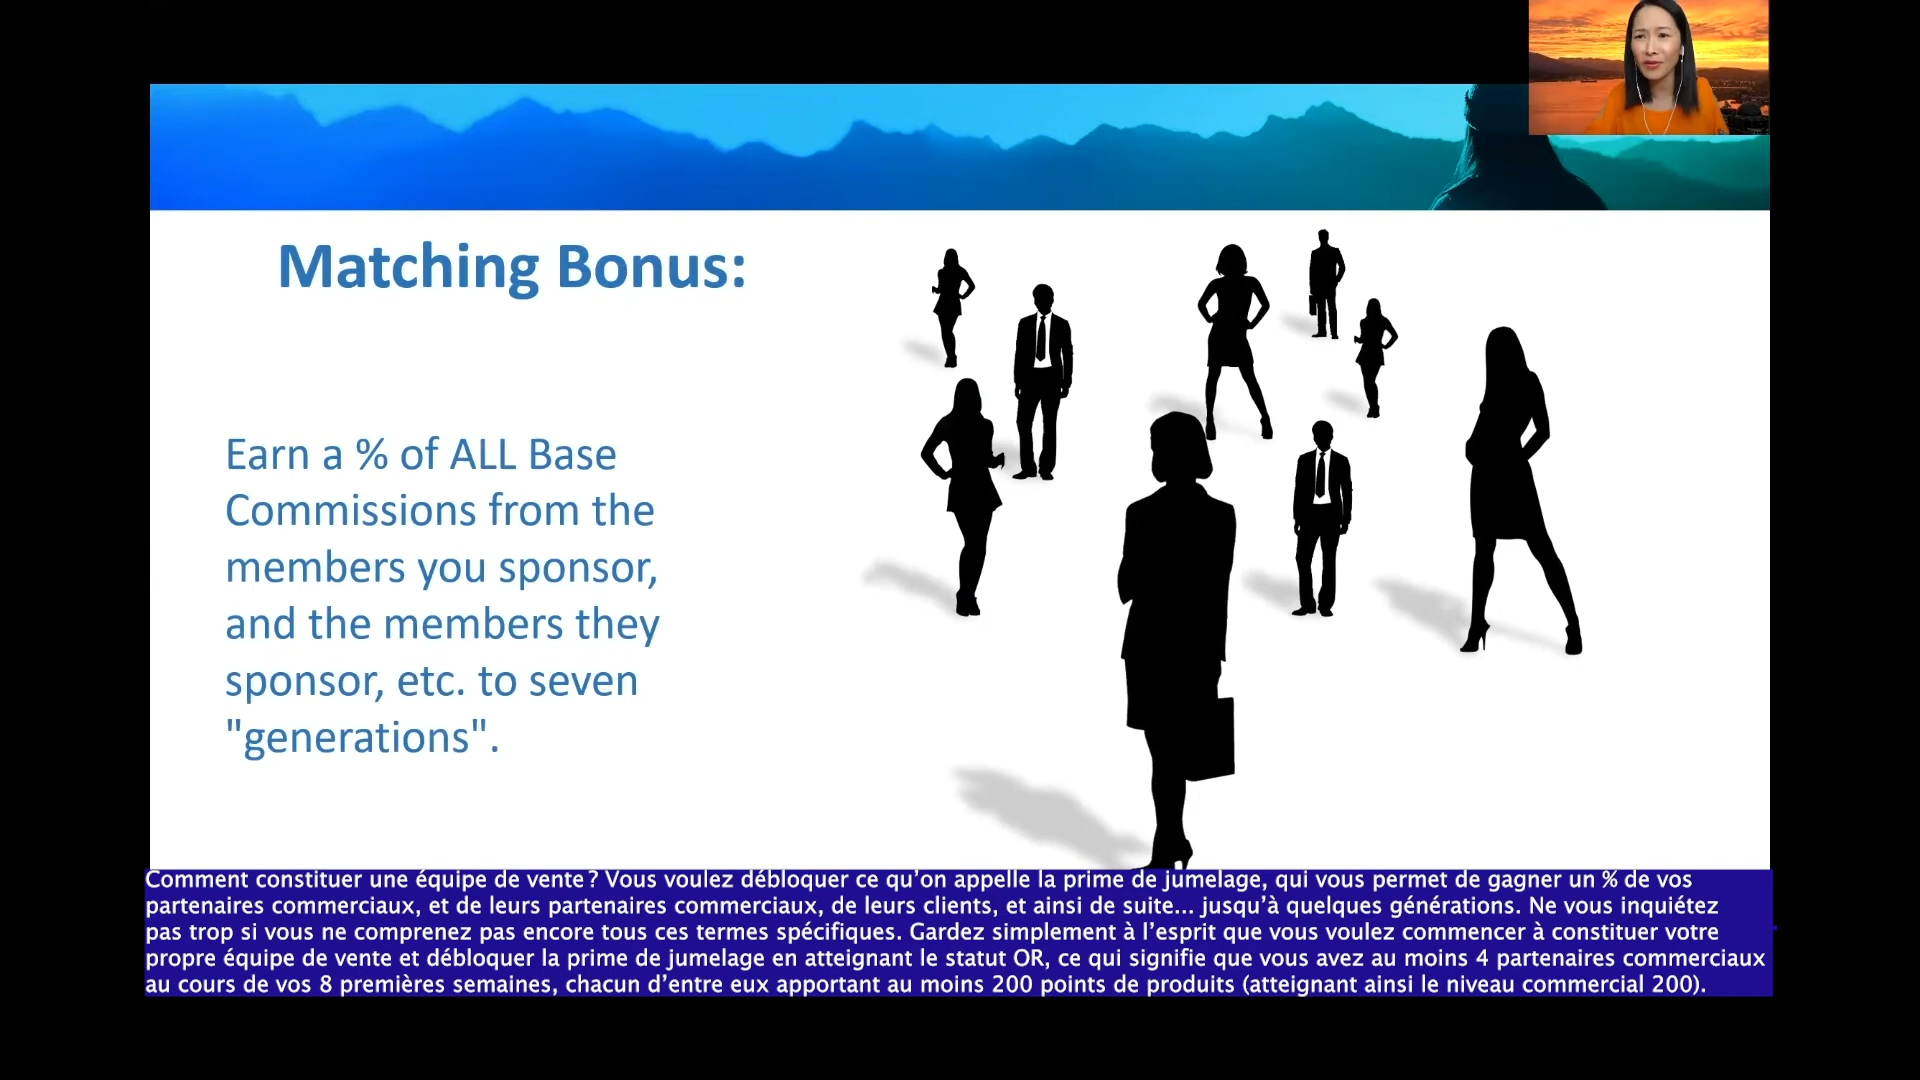 Matching Bonus:
Earn a % of ALL Base
Commissions from the
members you sponsor,
and the members they
sponsor, etc. to seven
"generations".
Comment constituer une équipe de vente ? Vous voulez débloquer ce qu’on appelle la prime de jumelage, qui vous permet de gagner un % de vos
partenaires commerciaux, et de leurs partenaires commerciaux, de leurs clients, et ainsi de suite... jusqu’à quelques générations. Ne vous inquiétez
pas trop si vous ne comprenez pas encore tous ces termes spécifiques. Gardez simplement à l’esprit que vous voulez commencer à constituer votre
propre équipe de vente et débloquer la prime de jumelage en atteignant le statut OR, ce qui signifie que vous avez au moins 4 partenaires commerciaux
au cours de vos 8 premières semaines, chacun d’entre eux apportant au moins 200 points de produits (atteignant ainsi le niveau commercial 200).